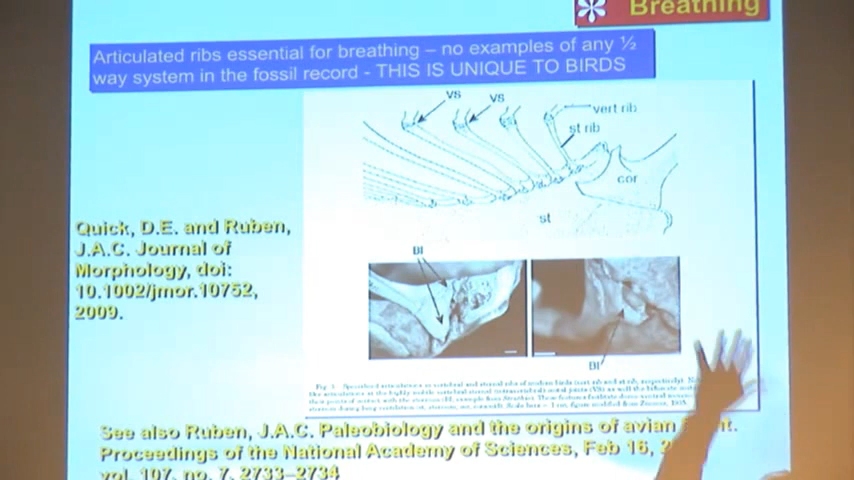 Breathing
Articulated ribs essential for breathing – no examples of any ½
way system in the fossil record - THIS IS UNIQUE TO BIRDS
VS
VS
vert rib
st rib
cor
st
Quick, D.E. and Ruben,
J.A.C. Journal of
Morphology, doi:
10.1002/jmor.10752,
2009.
BI
BI
See also Ruben, J.A.C. Paleobiology and the origins of avian
Proceedings of the National Academy of Sciences, Feb 16,
vol. 107, no. 7, 2733–2734